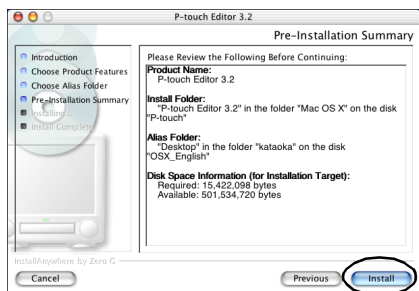 P-touch Editor 3.2
Pre-Installation Summary
Introduction
Choose Product Features
Choose Alias Folder
Pre-Installation Summary
Installing...
Install Complete
Please Review the Following Before Continuing:
Product Name:
P-touch Editor 3.2
Install Folder:
"P-touch Editor 3.2" in the folder "Mac OS X" on the disk
"P-touch"
Alias Folder:
"Desktop" in the folder "kataoka" on the disk
"OSX_English"
Disk Space Information (for Installation Target):
Required: 15,422,098 bytes
Available: 501,534,720 bytes
InstallAnywhere by Zero G
Cancel
Previous
Install